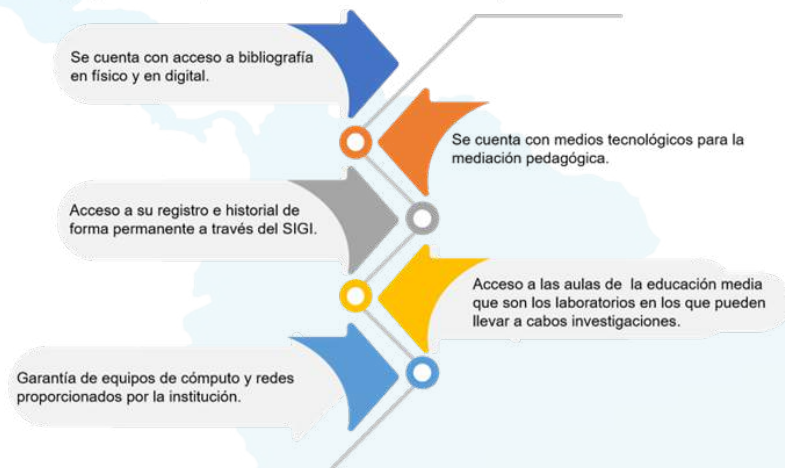 Se cuenta con acceso a bibliografía
en físico y en digital.
Se cuenta con medios tecnológicos para la
mediación pedagógica.
Acceso a su registro e historial de
forma permanente a través del SIGI.
Acceso a las aulas de la educación media
que son los laboratorios en los que pueden
llevar a cabos investigaciones.
Garantía de equipos de cómputo y redes
proporcionados por la institución.